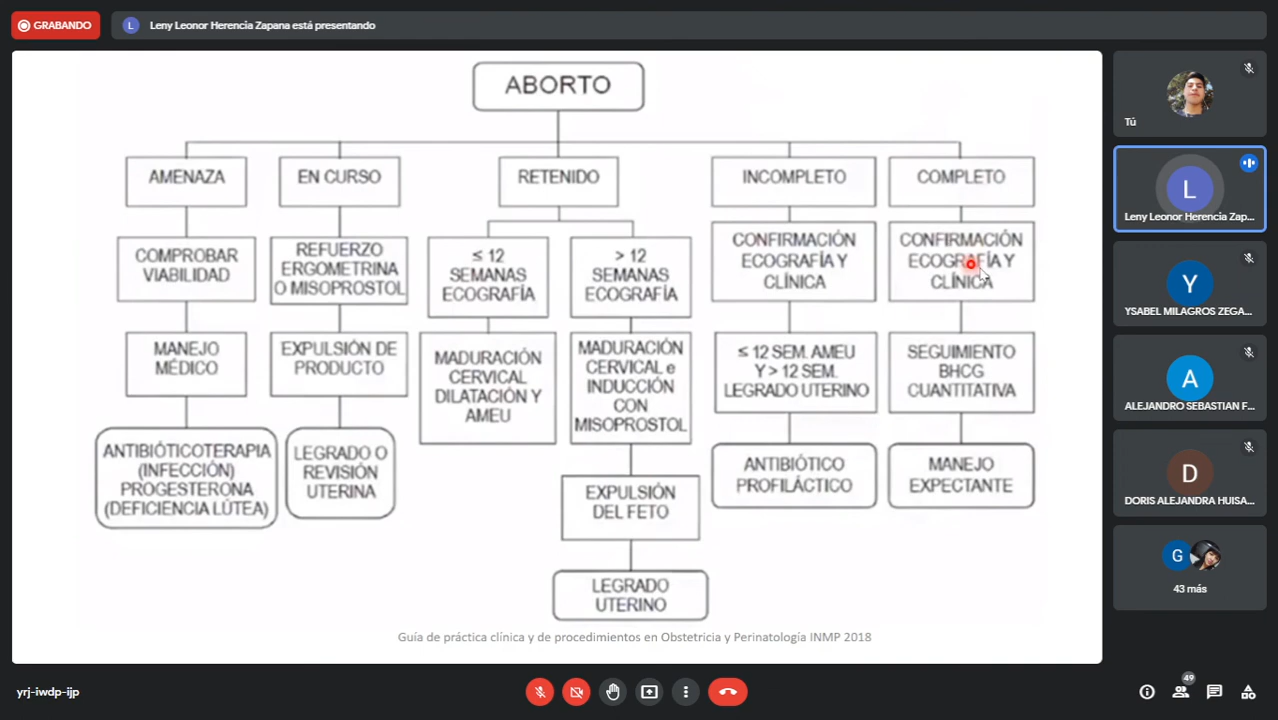 GRABANDO
Leny Leonor Herencia Zapana está presentando
ABORTO
AMENAZA
COMPROBAR
VIABILIDAD
MANEJO
MÉDICO
ANTIBIÓTICOTERAPIA
(INFECCIÓN)
PROGESTERONA
(DEFICIENCIA LÚTEA)
EN CURSO
REFUERZO
ERGOMETRINA
O MISOPROSTOL
EXPULSIÓN DE
PRODUCTO
LEGRADO O
REVISIÓN
UTERINA
RETENIDO
≤ 12
SEMANAS
ECOGRAFÍA
MADURACIÓN
CERVICAL
DILATACIÓN Y
AMEU
> 12
SEMANAS
ECOGRAFÍA
MADURACIÓN
CERVICAL e
INDUCCIÓN
CON
MISOPROSTOL
EXPULSIÓN
DEL FETO
LEGRADO
UTERINO
INCOMPLETO
CONFIRMACIÓN
ECOGRAFÍA Y
CLÍNICA
≤ 12 SEM. AMEU
Y > 12 SEM.
LEGRADO UTERINO
ANTIBIÓTICO
PROFILÁCTICO
COMPLETO
CONFIRMACIÓN
ECOGRAFÍA Y
CLÍNICA
SEGUIMIENTO
BHCG
CUANTITATIVA
MANEJO
EXPECTANTE
Guía de práctica clínica y de procedimientos en Obstetricia y Perinatología INMP 2018
Tú
L
Leny Leonor Herencia Zap...
Y
YSABEL MILAGROS ZEGA...
A
ALEJANDRO SEBASTIAN F...
D
DORIS ALEJANDRA HUISA...
G
43 más
yrj-iwdp-ijp
49